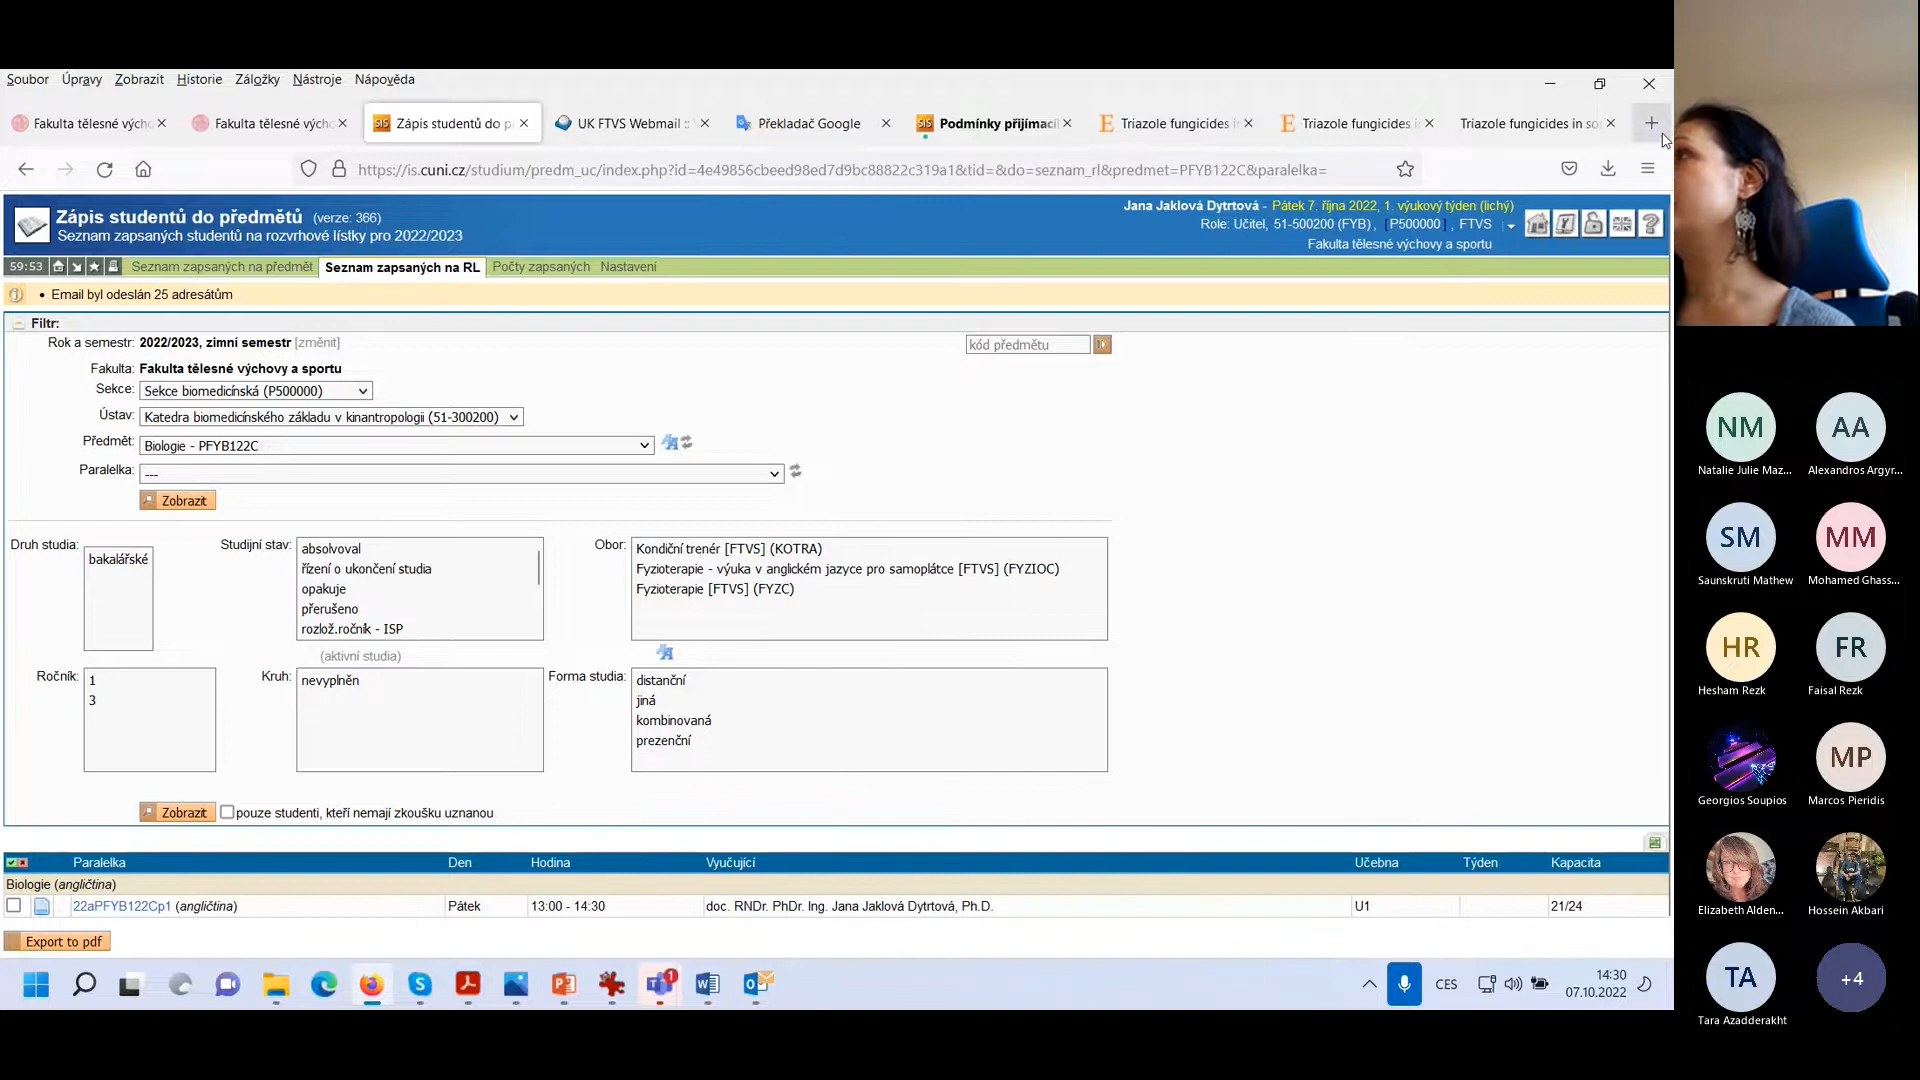 Soubor Úpravy Zobrazit Historie Záložky Nástroje Nápověda
Fakulta tělesné výcho Fakulta tělesné výcho Zápis studentů do p UK FTVS Webmail :: Překladač Google Podmínky přijímací Triazole fungicides i Triazole fungicides i Triazole fungicides in so
https://is.cuni.cz/studium/predm_uc/index.php?id=4e49856cbeed98ed7d9bc88822c319a1&tid=&do=seznam_rl&predmet=PFYB122C&paralelka=
Zápis studentů do předmětů (verze: 366)
Seznam zapsaných studentů na rozvrhové lístky pro 2022/2023
Jana Jaklová Dytrtová - Pátek 7. října 2022, 1. výukový týden (lichý)
Role: Učitel, 51-500200 (FYB), [P500000] , FTVS
Fakulta tělesné výchovy a sportu
59:53 Seznam zapsaných na předmět Seznam zapsaných na RL Počty zapsaných Nastavení
• Email byl odeslán 25 adresátům
Filtr:
Rok a semestr: 2022/2023, zimní semestr [změnit]
kód předmětu
Fakulta: Fakulta tělesné výchovy a sportu
Sekce: Sekce biomedicínská (P500000)
Ústav: Katedra biomedicínského základu v kinantropologii (51-300200)
Předmět: Biologie - PFYB122C
Paralelka: ---
Zobrazit
Druh studia: bakalářské
Studijní stav: absolvoval
řízení o ukončení studia
opakuje
přerušeno
rozlož.ročník - ISP
(aktivní studia)
Obor: Kondiční trenér [FTVS] (KOTRA)
Fyzioterapie - výuka v anglickém jazyce pro samoplátce [FTVS] (FYZIOC)
Fyzioterapie [FTVS] (FYZC)
Ročník: 1
3
Kruh: nevyplněn
Forma studia: distanční
jiná
kombinovaná
prezenční
Zobrazit pouze studenti, kteří nemají zkoušku uznanou
Paralelka Den Hodina Vyučující Učebna Týden Kapacita
Biologie (angličtina)
22aPFYB122Cp1 (angličtina) Pátek 13:00 - 14:30 doc. RNDr. PhDr. Ing. Jana Jaklová Dytrtová, Ph.D. U1 21/24
Export to pdf
1
CES
14:30
07.10.2022
NM AA
Natalie Julie Maz... Alexandros Argyr...
SM MM
Saunskruti Mathew Mohamed Ghass...
HR FR
Hesham Rezk Faisal Rezk
MP
Georgios Soupios Marcos Pieridis
Elizabeth Alden... Hossein Akbari
TA +4
Tara Azadderakht